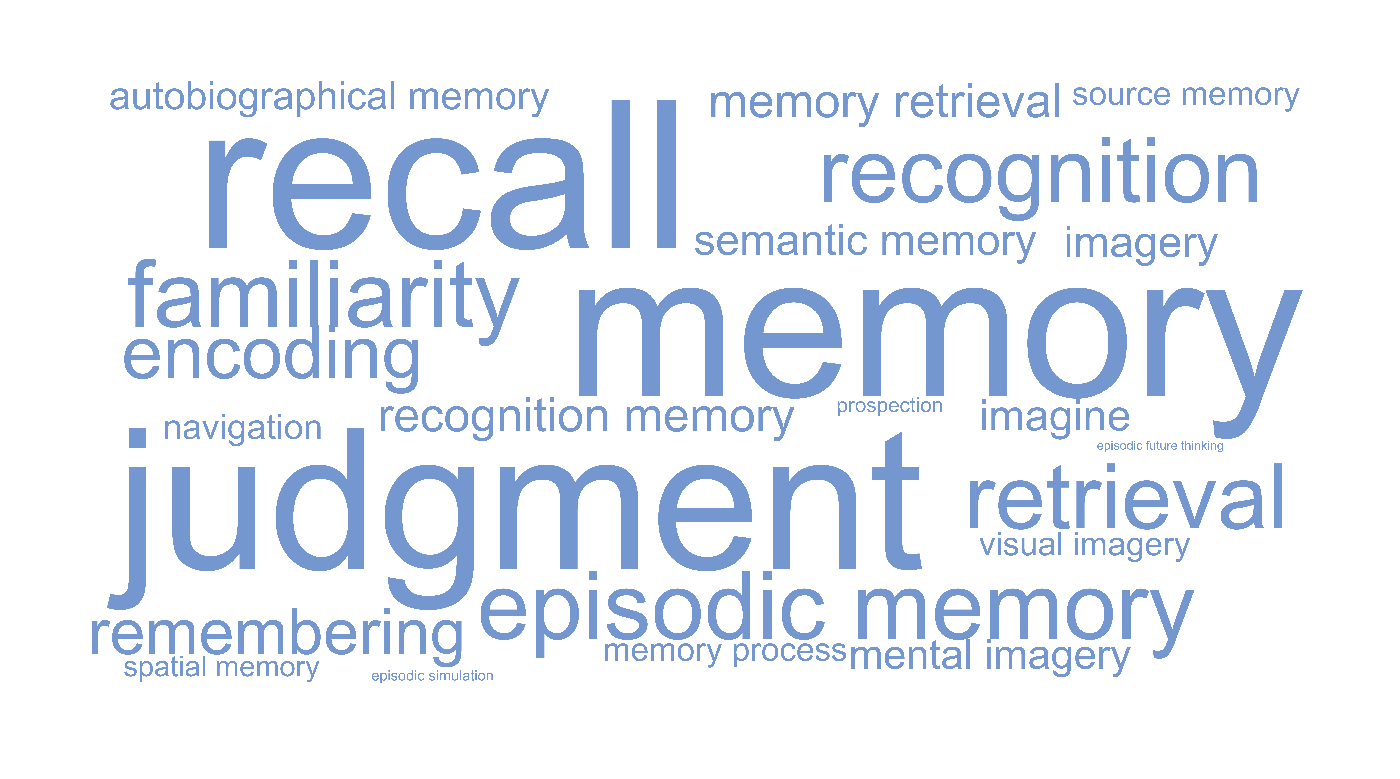 autobiographical memory
memory retrieval
source memory
recall
recognition
semantic memory
imagery
familiarity
memory
encoding
recognition memory
prospection
imagine
navigation
episodic future thinking
judgment
retrieval
visual imagery
episodic memory
remembering
memory process
mental imagery
spatial memory
episodic simulation